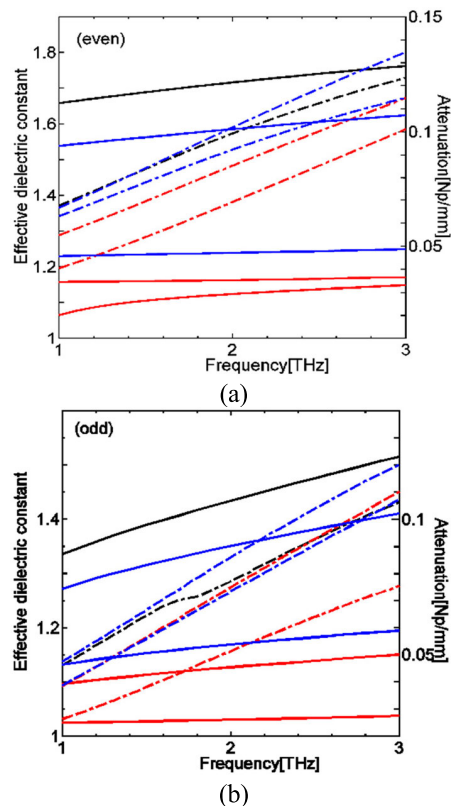 (even)
Effective dielectric constant
1.8
1.6
1.4
1.2
1
0.15
0.1
0.05
Attenuation[Np/mm]
1 2 3
Frequency[THz]
(a)
(odd)
Effective dielectric constant
1.4
1.2
1
0.1
0.05
Attenuation[Np/mm]
1 2 3
Frequency[THz]
(b)